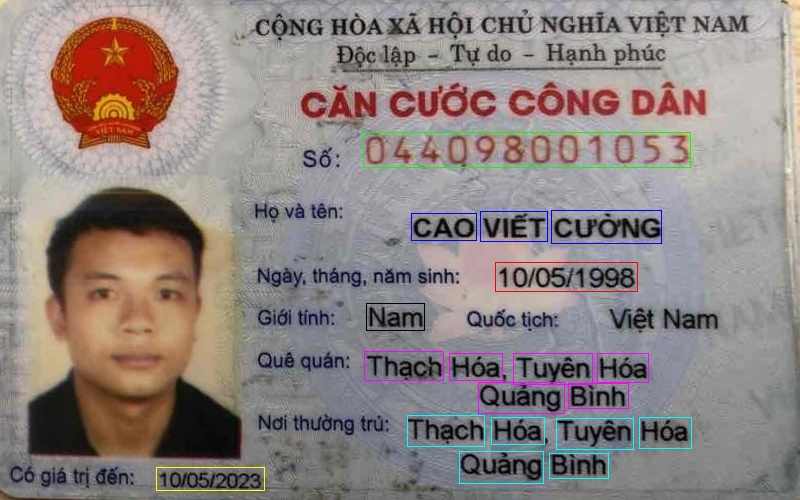 CỘNG HÒA XÃ HỘI CHỦ NGHĨA VIỆT NAM
Độc lập – Tự do – Hạnh phúc
CĂN CƯỚC CÔNG DÂN
Số: 044098001053
Họ và tên: CAO VIẾT CƯỜNG
Ngày, tháng, năm sinh: 10/05/1998
Giới tính: Nam Quốc tịch: Việt Nam
Quê quán: Thạch Hóa, Tuyên Hóa
Quảng Bình
Nơi thường trú: Thạch Hóa, Tuyên Hóa
Quảng Bình
Có giá trị đến: 10/05/2023